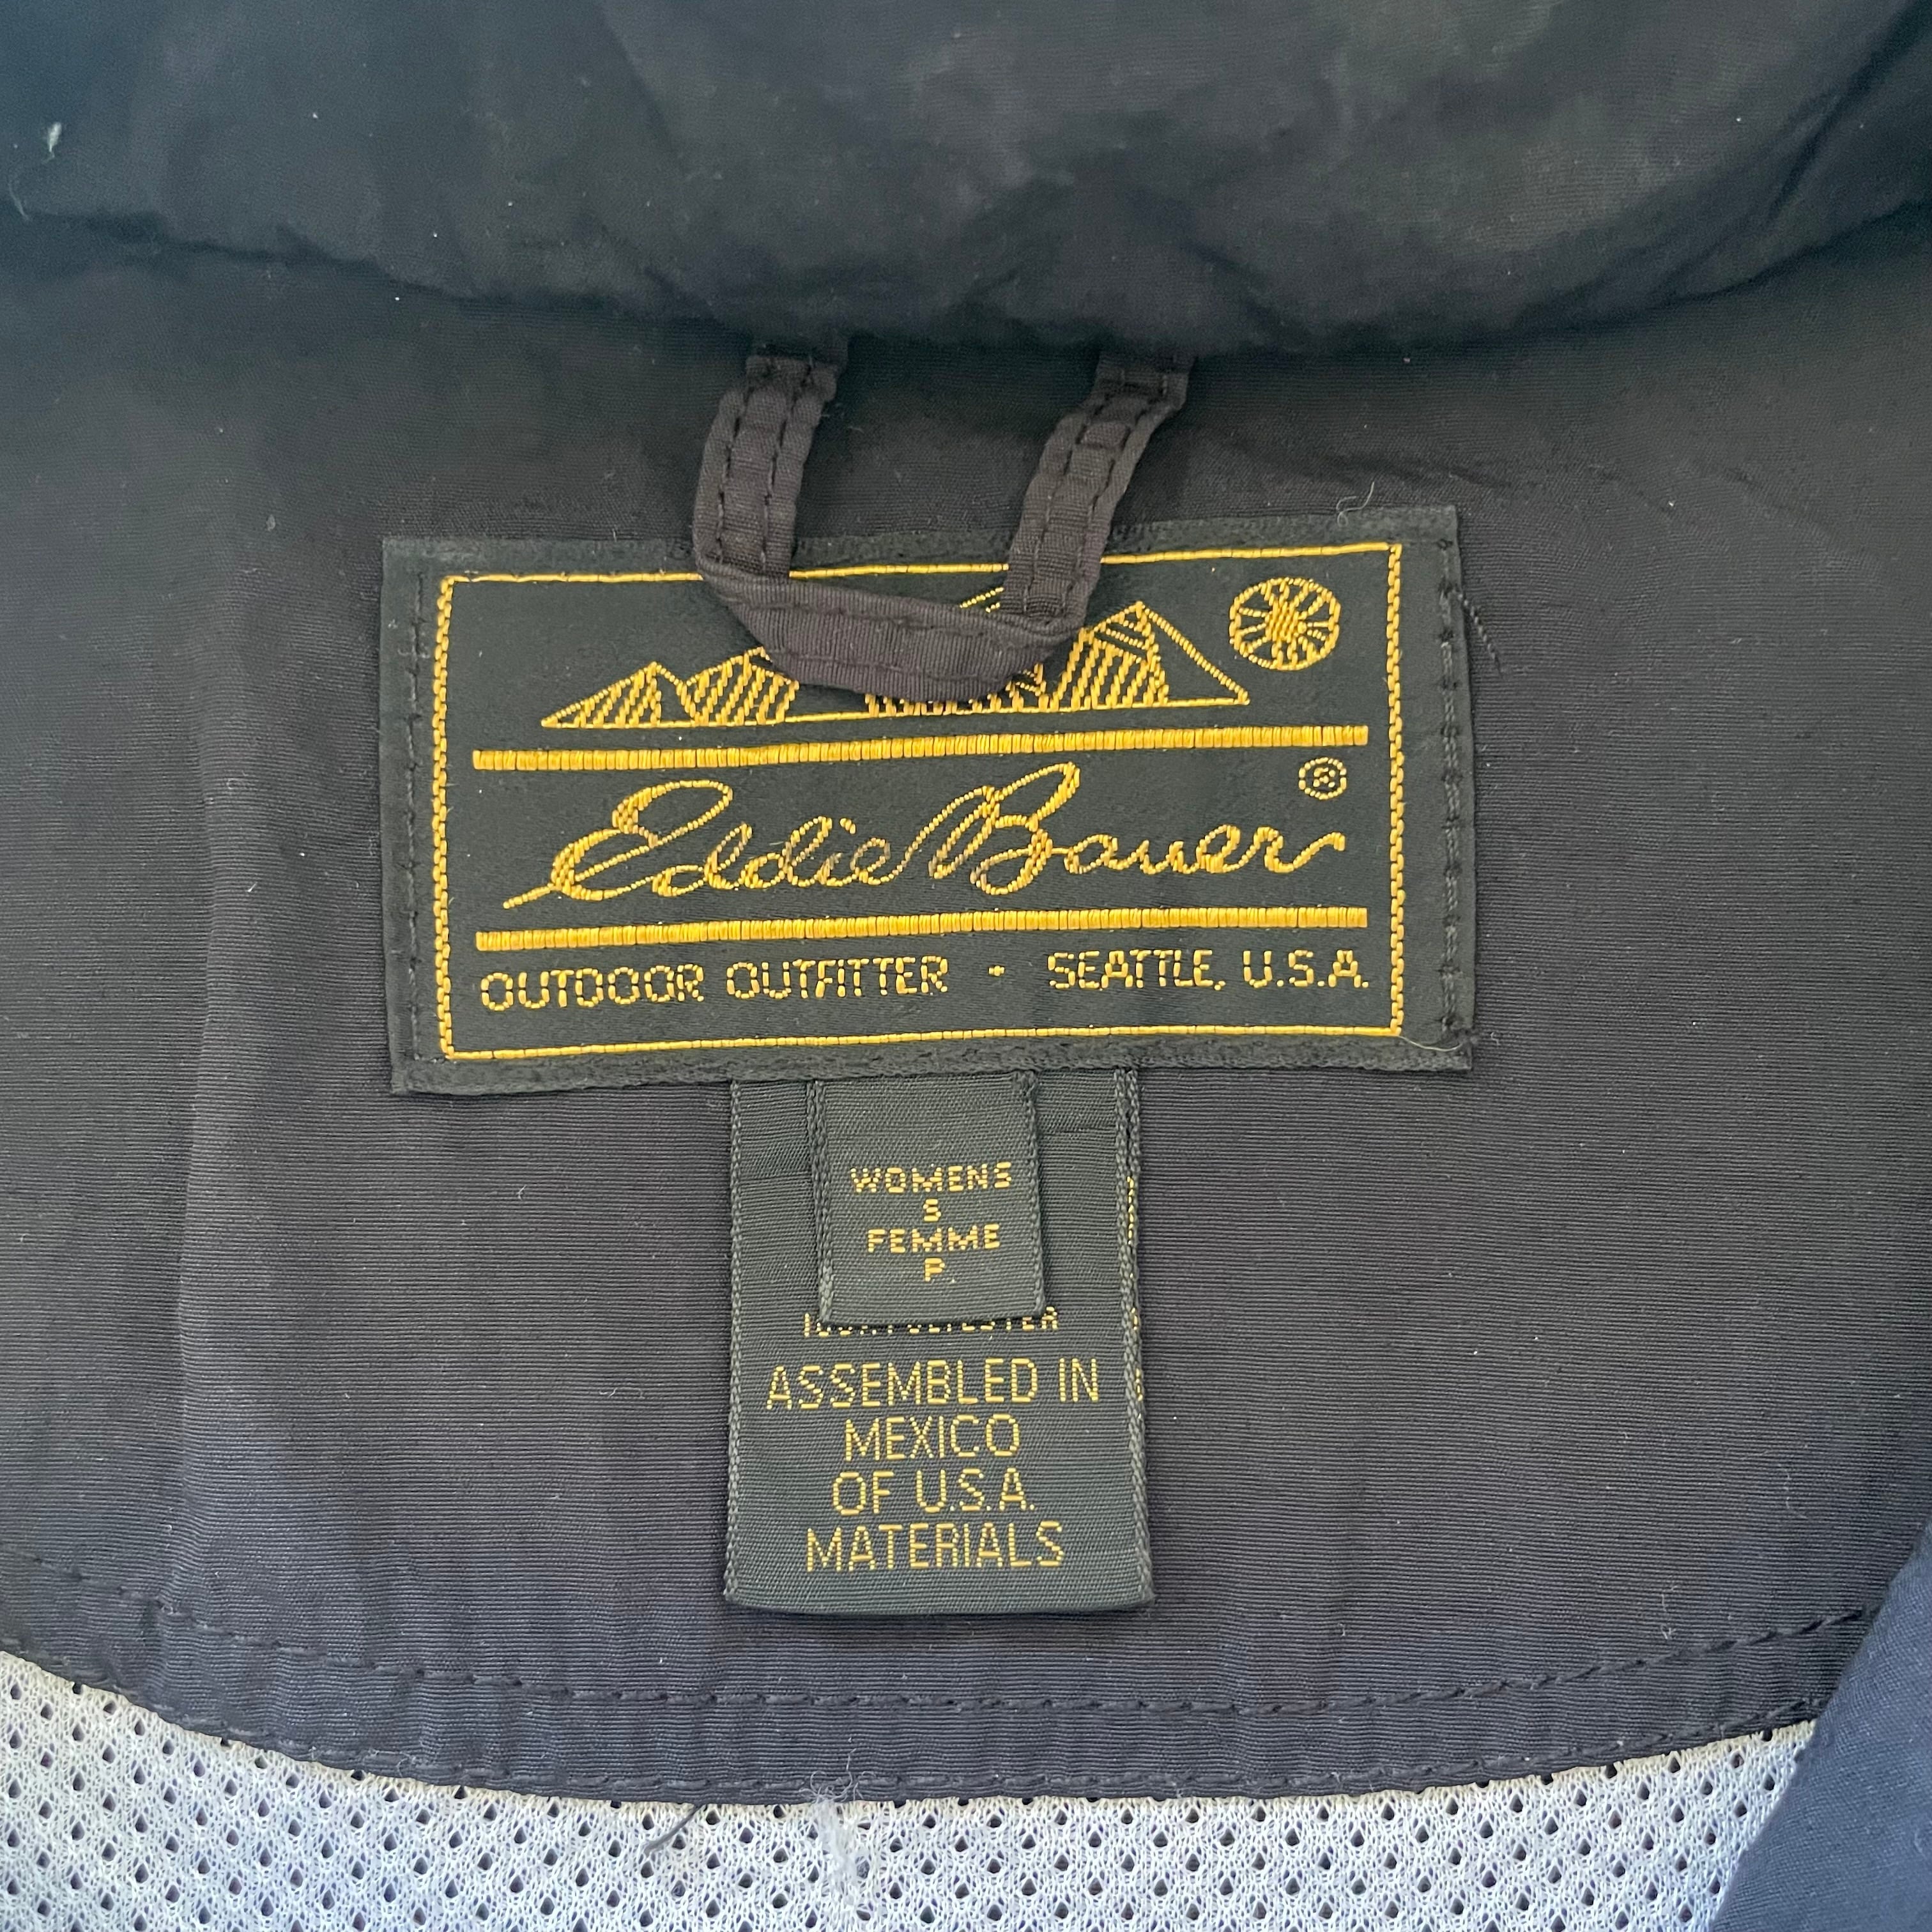 Eddie Bauer ®
OUTDOOR OUTFITTER • SEATTLE, U.S.A.
WOMENS
S
FEMME
P
ASSEMBLED IN
MEXICO
OF U.S.A.
MATERIALS